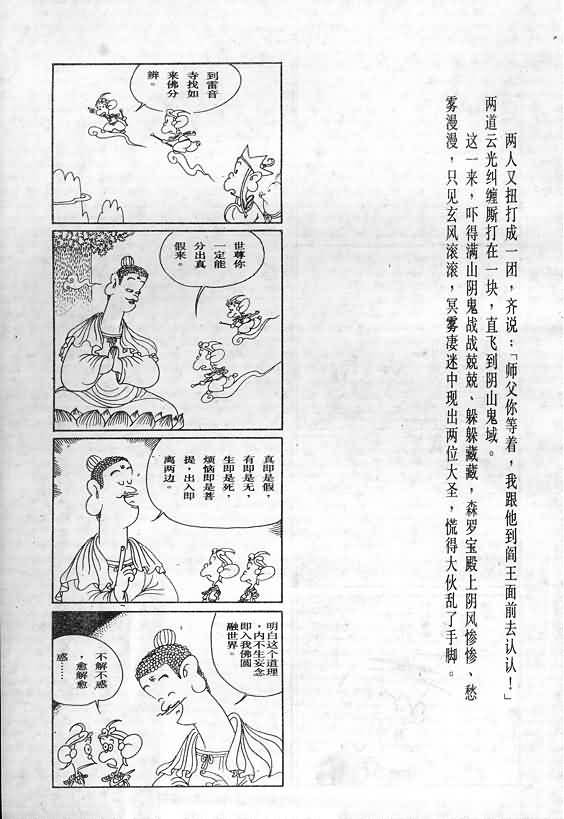 两人又扭打成一团，齐说：「师父你等着，我跟他到阎王面前去认认！」
两道云光纠缠厮打在一块，直飞到阴山鬼域。
这一来，吓得满山阴鬼战战兢兢、躲躲藏藏，森罗宝殿上阴风惨惨、愁
雾漫漫，只见玄风滚滚，冥雾凄迷中现出两位大圣，慌得大伙乱了手脚。
到雷音
寺找如
来佛分
辨。
世尊你
一定能
分出真
假来。
真即是假，
有即是无，
生即是死，
烦恼即是菩
提，出入即
离两边。
明白这个道理
，内不生妄念
即入我佛圆
融世界。
不解不惑
，愈解愈
惑……